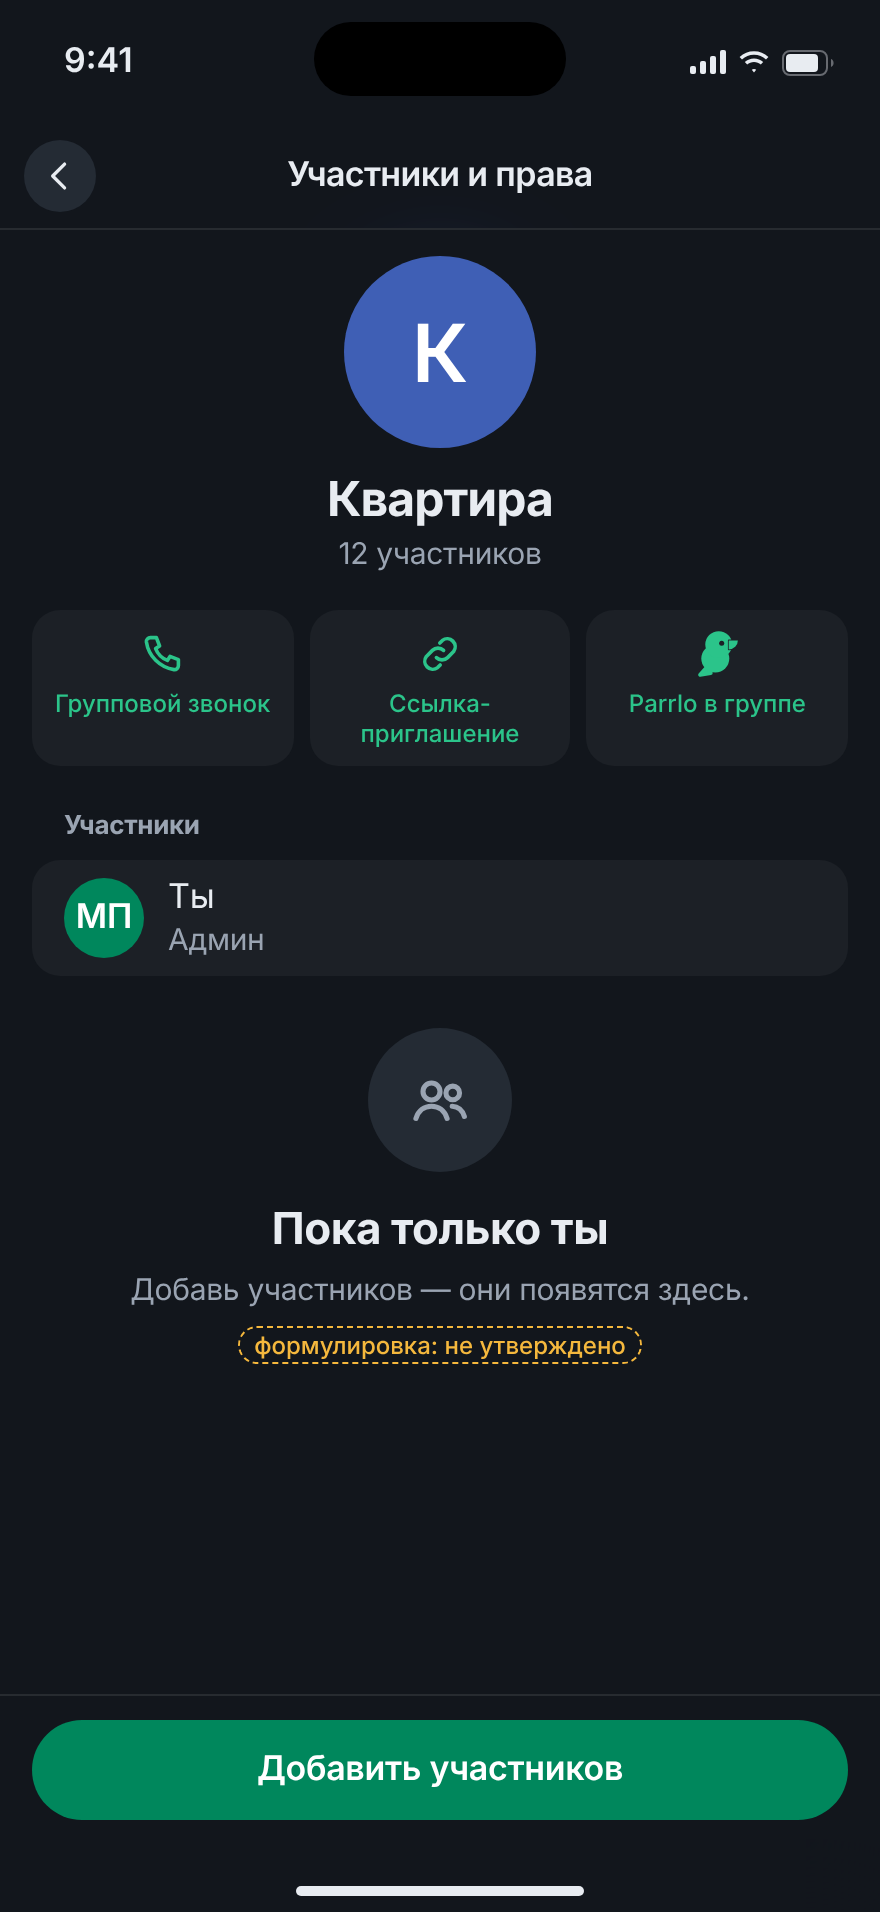 9:41
Участники и права
К
Квартира
12 участников
Групповой звонок
Ссылка-
приглашение
Parrlo в группе
Участники
МП
Ты
Админ
Пока только ты
Добавь участников — они появятся здесь.
формулировка: не утверждено
Добавить участников